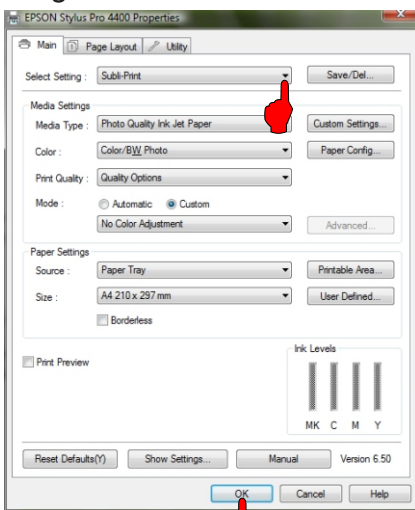 EPSON Stylus Pro 4400 Properties
Main Page Layout Utility
Select Setting : Subli-Print Save/Del...
Media Settings
Media Type : Photo Quality Ink Jet Paper Custom Settings...
Color : Color/BW Photo Paper Config...
Print Quality : Quality Options
Mode : Automatic Custom
No Color Adjustment Advanced...
Paper Settings
Source : Paper Tray Printable Area...
Size : A4 210 x 297 mm User Defined...
Borderless
Print Preview Ink Levels
MK C M Y
Reset Defaults(Y) Show Settings... Manual Version 6.50
OK Cancel Help